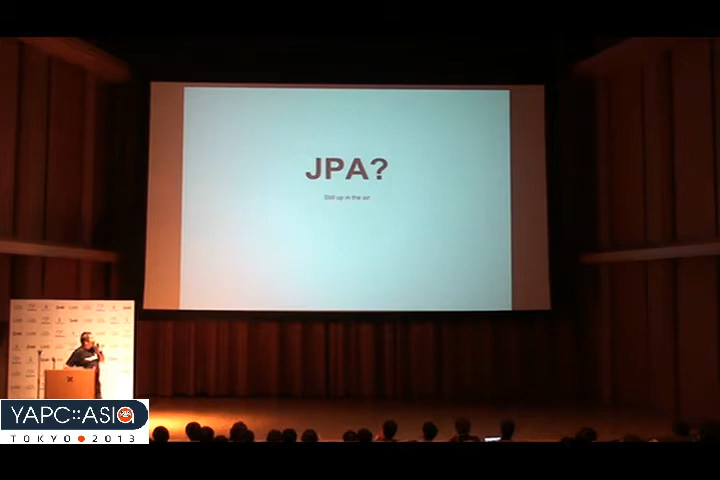 JPA?
Still up in the air
YAPC::ASIA
TOKYO 2013